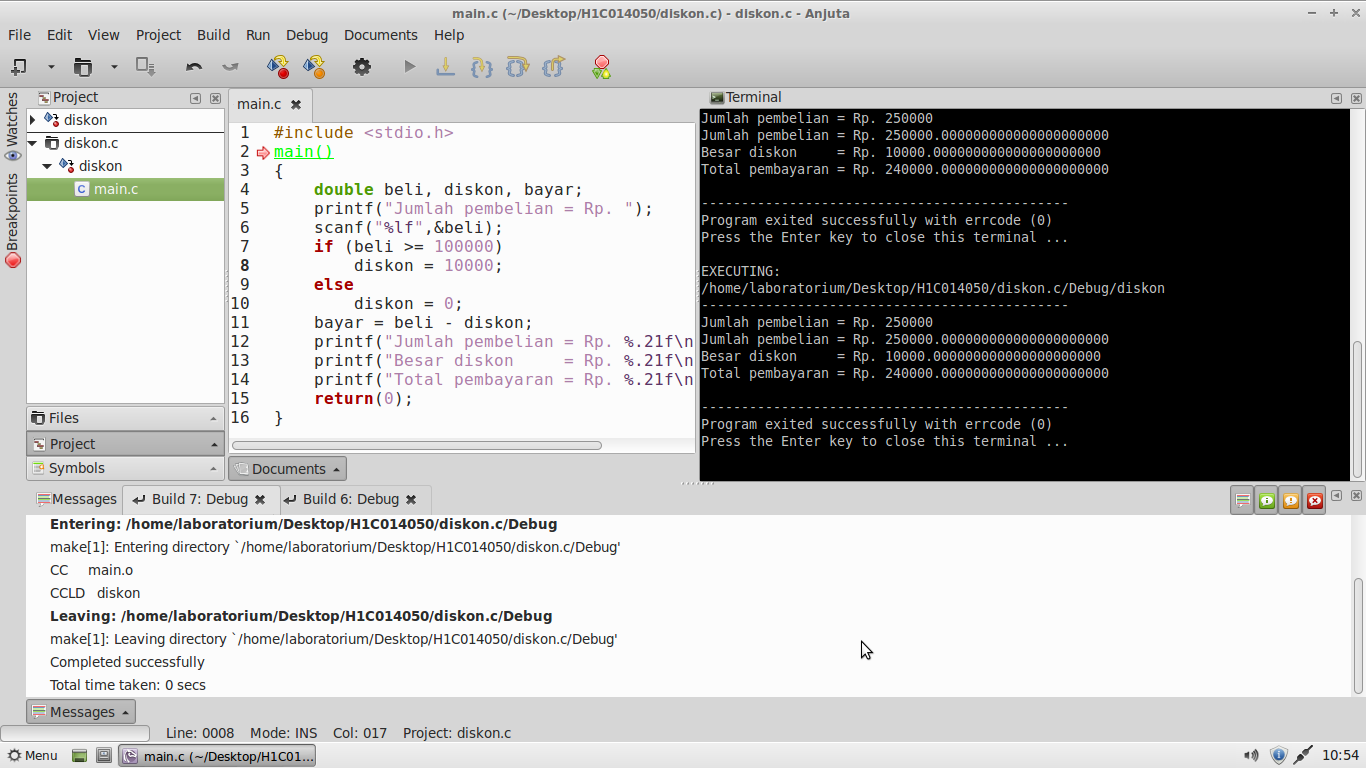 main.c (~/Desktop/H1C014050/diskon.c) - diskon.c - Anjuta
File Edit View Project Build Run Debug Documents Help
Watches
Breakpoints
Project
diskon
diskon.c
diskon
main.c
Files
Project
Symbols
main.c
1 #include <stdio.h>
2 main()
3 {
4 double beli, diskon, bayar;
5 printf("Jumlah pembelian = Rp. ");
6 scanf("%lf",&beli);
7 if (beli >= 100000)
8 diskon = 10000;
9 else
10 diskon = 0;
11 bayar = beli - diskon;
12 printf("Jumlah pembelian = Rp. %.21f\n
13 printf("Besar diskon     = Rp. %.21f\n
14 printf("Total pembayaran = Rp. %.21f\n
15 return(0);
16 }
Documents
Terminal
Jumlah pembelian = Rp. 250000
Jumlah pembelian = Rp. 250000.000000000000000000000
Besar diskon     = Rp. 10000.000000000000000000000
Total pembayaran = Rp. 240000.000000000000000000000
----------------------------------------------
Program exited successfully with errcode (0)
Press the Enter key to close this terminal ...
EXECUTING:
/home/laboratorium/Desktop/H1C014050/diskon.c/Debug/diskon
----------------------------------------------
Jumlah pembelian = Rp. 250000
Jumlah pembelian = Rp. 250000.000000000000000000000
Besar diskon     = Rp. 10000.000000000000000000000
Total pembayaran = Rp. 240000.000000000000000000000
----------------------------------------------
Program exited successfully with errcode (0)
Press the Enter key to close this terminal ...
Messages Build 7: Debug Build 6: Debug
Entering: /home/laboratorium/Desktop/H1C014050/diskon.c/Debug
make[1]: Entering directory `/home/laboratorium/Desktop/H1C014050/diskon.c/Debug'
CC main.o
CCLD diskon
Leaving: /home/laboratorium/Desktop/H1C014050/diskon.c/Debug
make[1]: Leaving directory `/home/laboratorium/Desktop/H1C014050/diskon.c/Debug'
Completed successfully
Total time taken: 0 secs
Messages
Line: 0008 Mode: INS Col: 017 Project: diskon.c
Menu main.c (~/Desktop/H1C01... 10:54